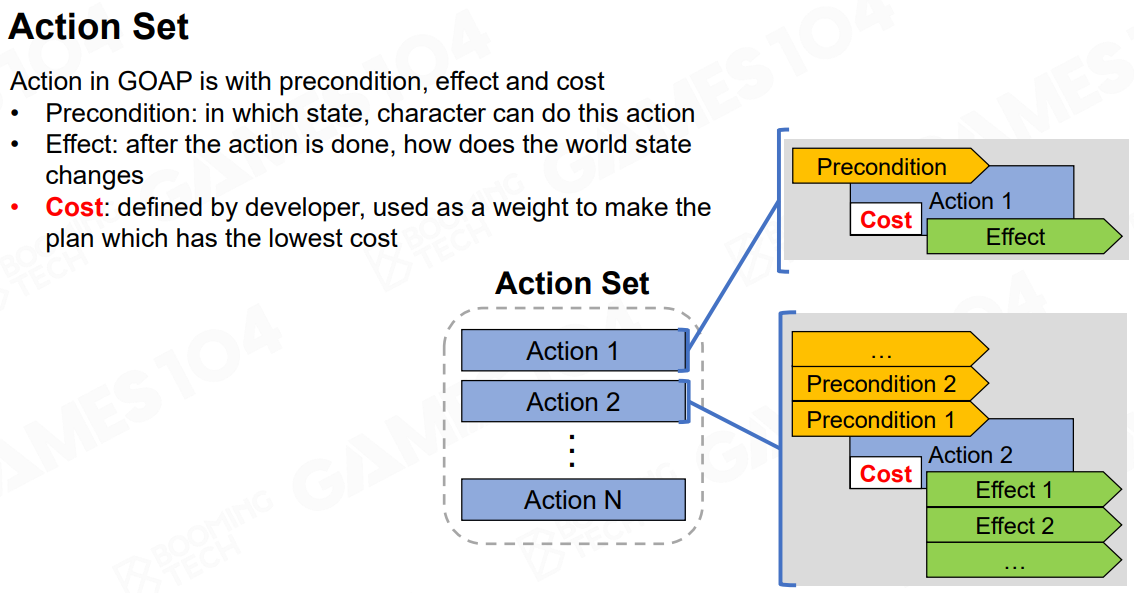 Action Set
Action in GOAP is with precondition, effect and cost
• Precondition: in which state, character can do this action
• Effect: after the action is done, how does the world state
changes
• Cost: defined by developer, used as a weight to make the
plan which has the lowest cost
Action Set
Action 1
Action 2
⋮
Action N
Precondition
Action 1
Cost
Effect
...
Precondition 2
Precondition 1
Action 2
Cost
Effect 1
Effect 2
...
GAMES104
BOOMING
TECH